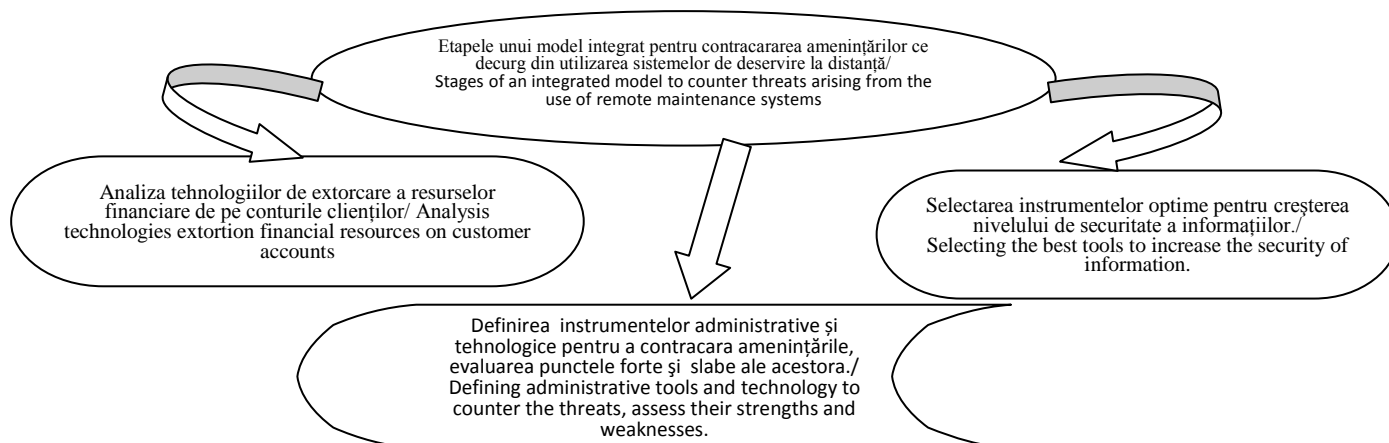 Etapele unui model integrat pentru contracararea amenințărilor ce
decurg din utilizarea sistemelor de deservire la distanță/
Stages of an integrated model to counter threats arising from the
use of remote maintenance systems
Analiza tehnologiilor de extorcare a resurselor
financiare de pe conturile clienților/ Analysis
technologies extortion financial resources on customer
accounts
Selectarea instrumentelor optime pentru creșterea
nivelului de securitate a informațiilor./
Selecting the best tools to increase the security of
information.
Definirea instrumentelor administrative și
tehnologice pentru a contracara amenințările,
evaluarea punctele forte şi slabe ale acestora./
Defining administrative tools and technology to
counter the threats, assess their strengths and
weaknesses.